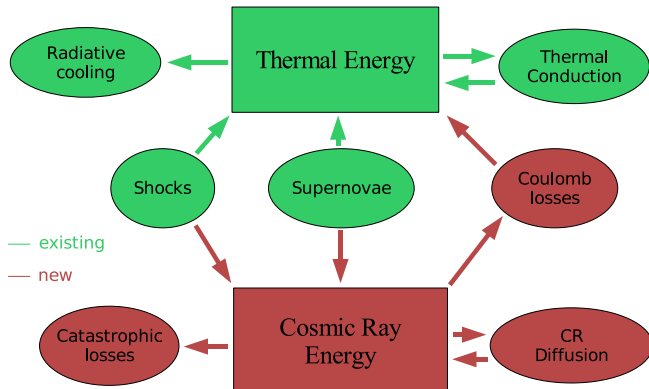 Radiative
cooling
Thermal Energy
Thermal
Conduction
Shocks
Supernovae
Coulomb
losses
existing
new
Catastrophic
losses
Cosmic Ray
Energy
CR
Diffusion